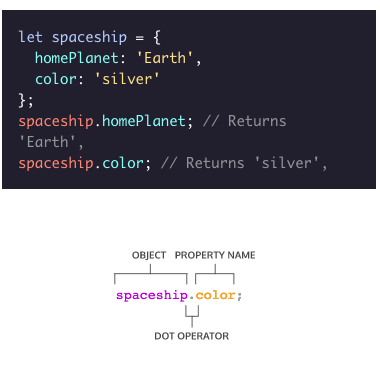 let spaceship = {
  homePlanet: 'Earth',
  color: 'silver'
};
spaceship.homePlanet; // Returns
'Earth',
spaceship.color; // Returns 'silver',
OBJECT PROPERTY NAME
spaceship.color;
DOT OPERATOR